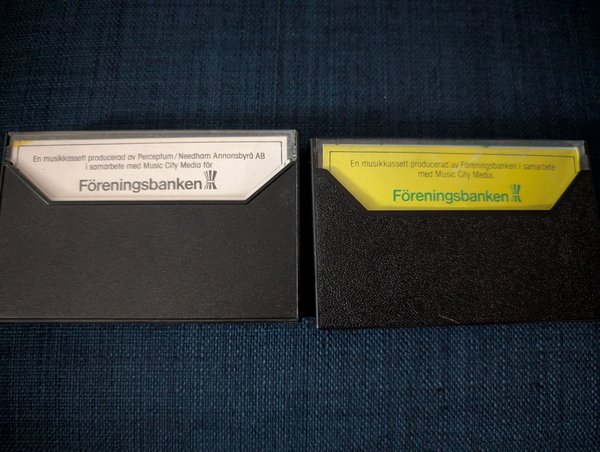 En musikkassett producerad av Perceptum/Needham Annonsbyrå AB
i samarbete med Music City Media för
Föreningsbanken
En musikkassett producerad av Föreningsbanken i samarbete
med Music City Media.
Föreningsbanken